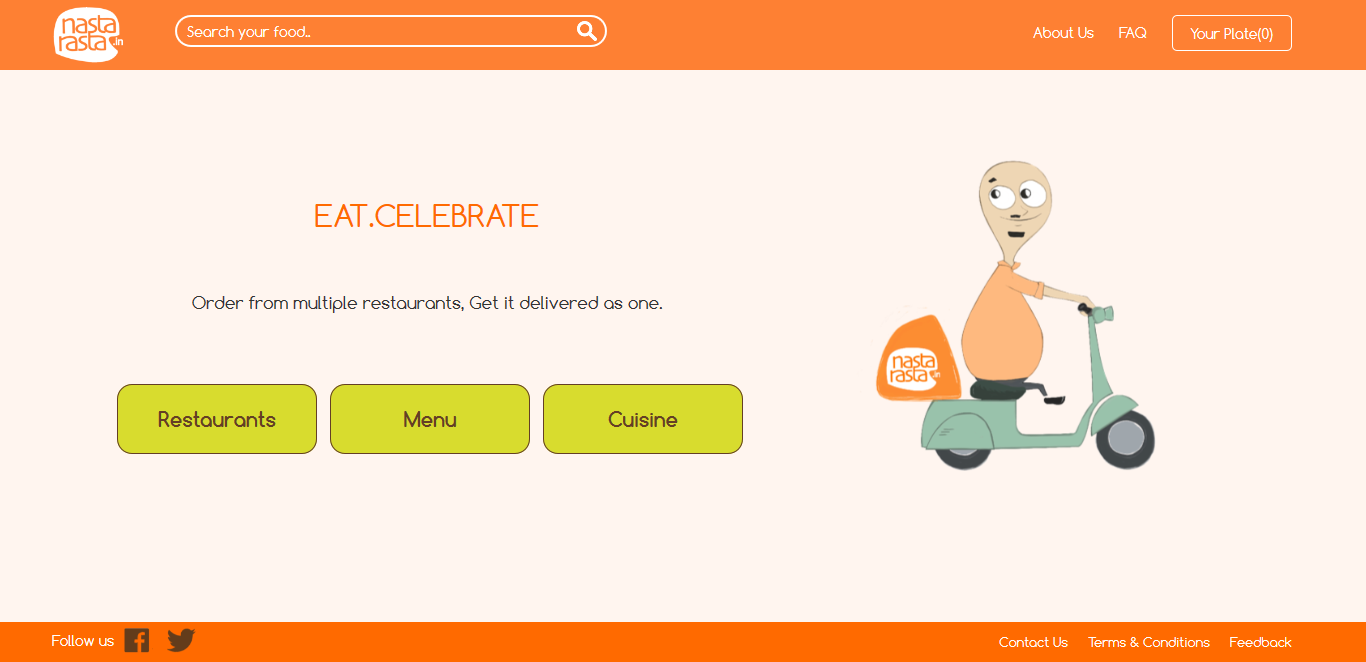 nasta
rasta.in
Search your food..
About Us
FAQ
Your Plate(0)
EAT.CELEBRATE
Order from multiple restaurants, Get it delivered as one.
Restaurants
Menu
Cuisine
nasta
rasta.in
Follow us
Contact Us
Terms & Conditions
Feedback